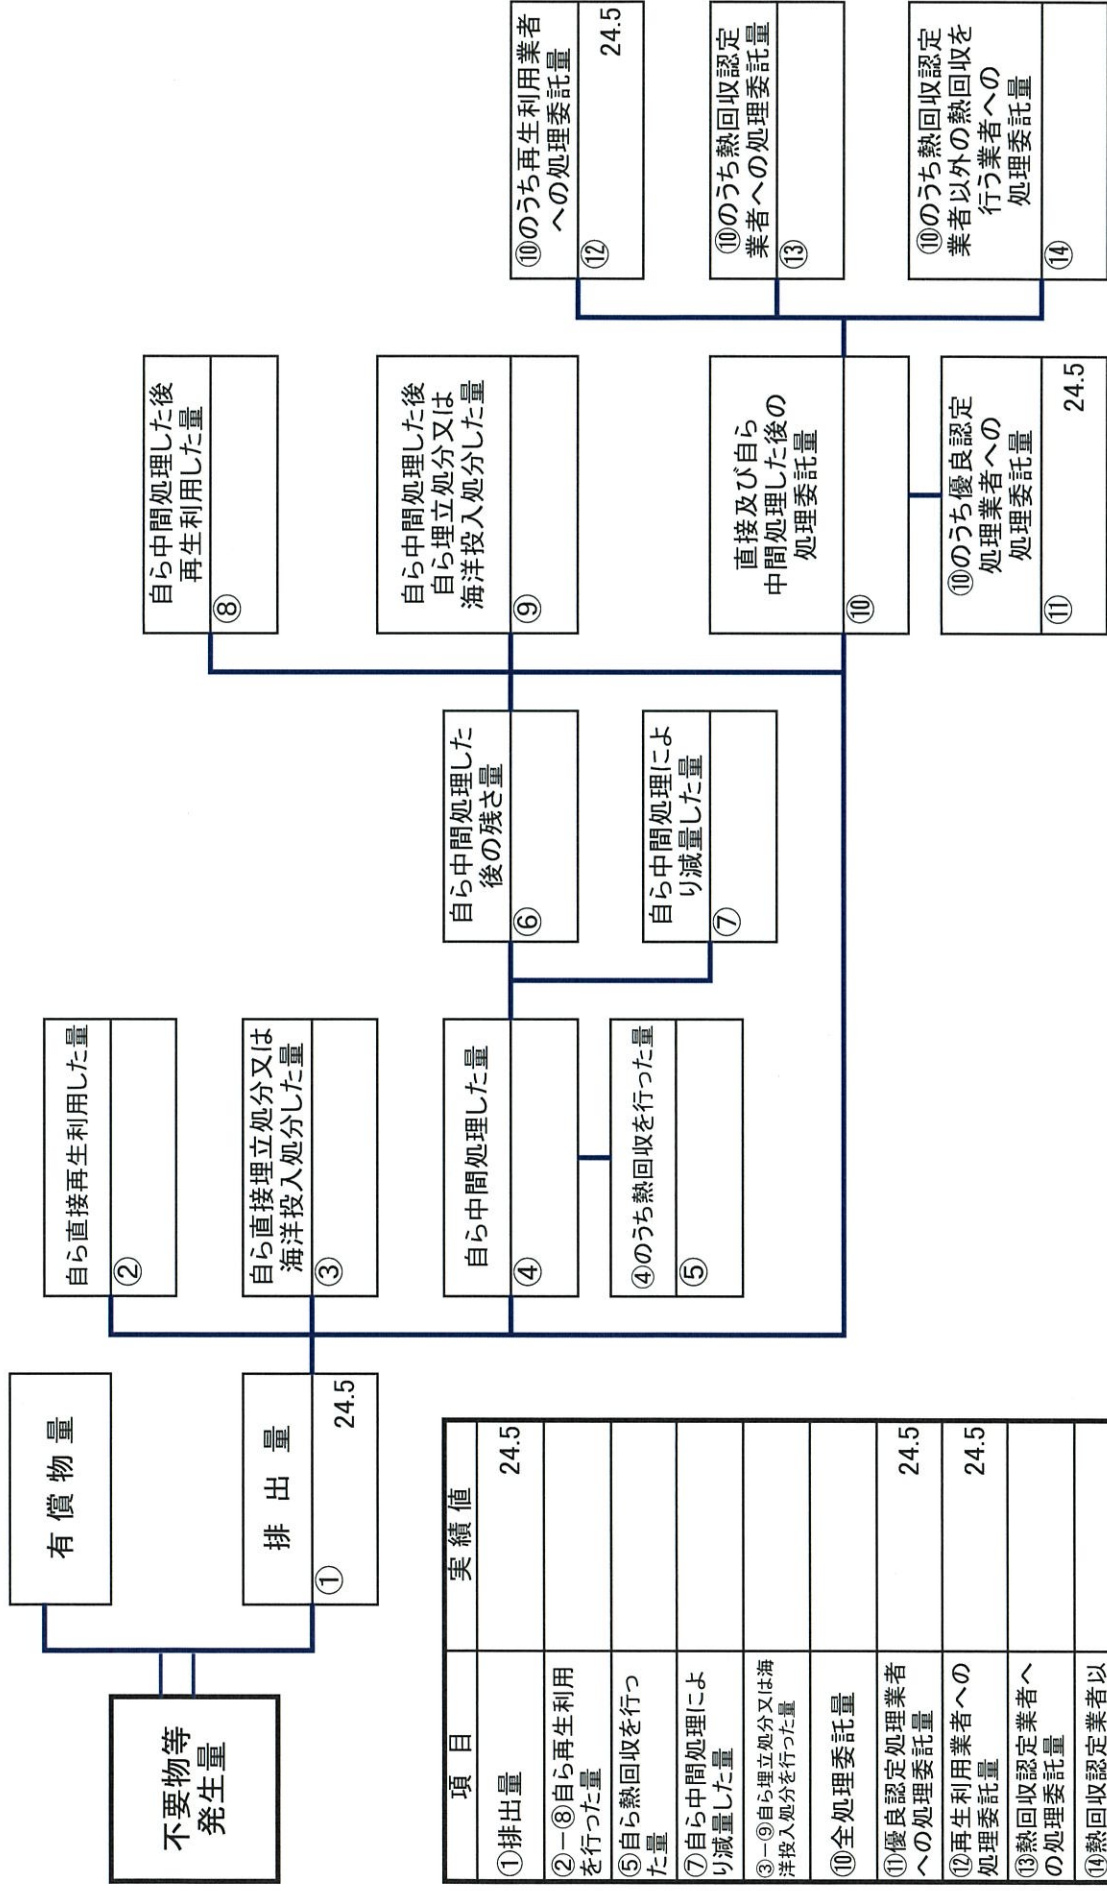 不要物等
発生量
有 償 物 量
排 出 量
①
24.5
自ら直接再生利用した量
②
自ら直接埋立処分又は
海洋投入処分した量
③
自ら中間処理した量
④
④のうち熱回収を行った量
⑤
自ら中間処理した
後の残さ量
⑥
自ら中間処理によ
り減量した量
⑦
自ら中間処理した後
再生利用した量
⑧
自ら中間処理した後
自ら埋立処分又は
海洋投入処分した量
⑨
直接及び自ら
中間処理した後の
処理委託量
⑩
⑩のうち優良認定
処理業者への
処理委託量
⑪
24.5
⑩のうち再生利用業者
への処理委託量
⑫
24.5
⑩のうち熱回収認定
業者への処理委託量
⑬
⑩のうち熱回収認定
業者以外の熱回収を
行う業者への
処理委託量
⑭
項 目
実 績 値
①排出量
24.5
②ー⑧自ら再生利用
を行った量
⑤自ら熱回収を行っ
た量
⑦自ら中間処理によ
り減量した量
③ー⑨自ら埋立処分又は海
洋投入処分を行った量
⑩全処理委託量
⑪優良認定処理業者
への処理委託量
24.5
⑫再生利用業者への
処理委託量
24.5
⑬熱回収認定業者へ
の処理委託量
⑭熱回収認定業者以